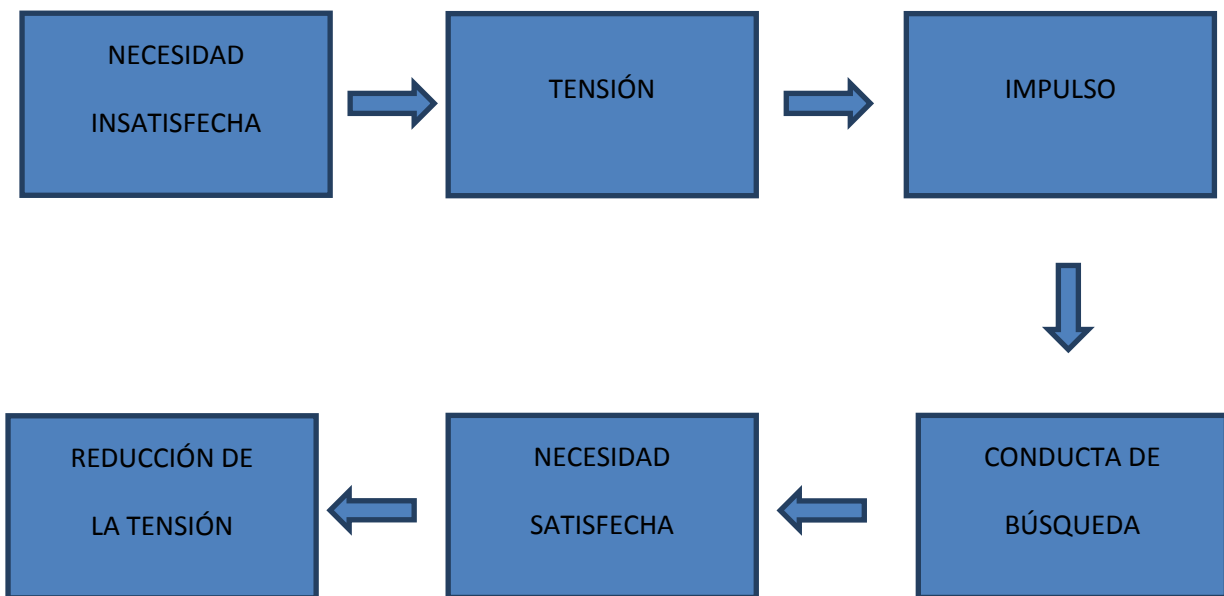 NECESIDAD
INSATISFECHA
TENSIÓN
IMPULSO
REDUCCIÓN DE
LA TENSIÓN
NECESIDAD
SATISFECHA
CONDUCTA DE
BÚSQUEDA